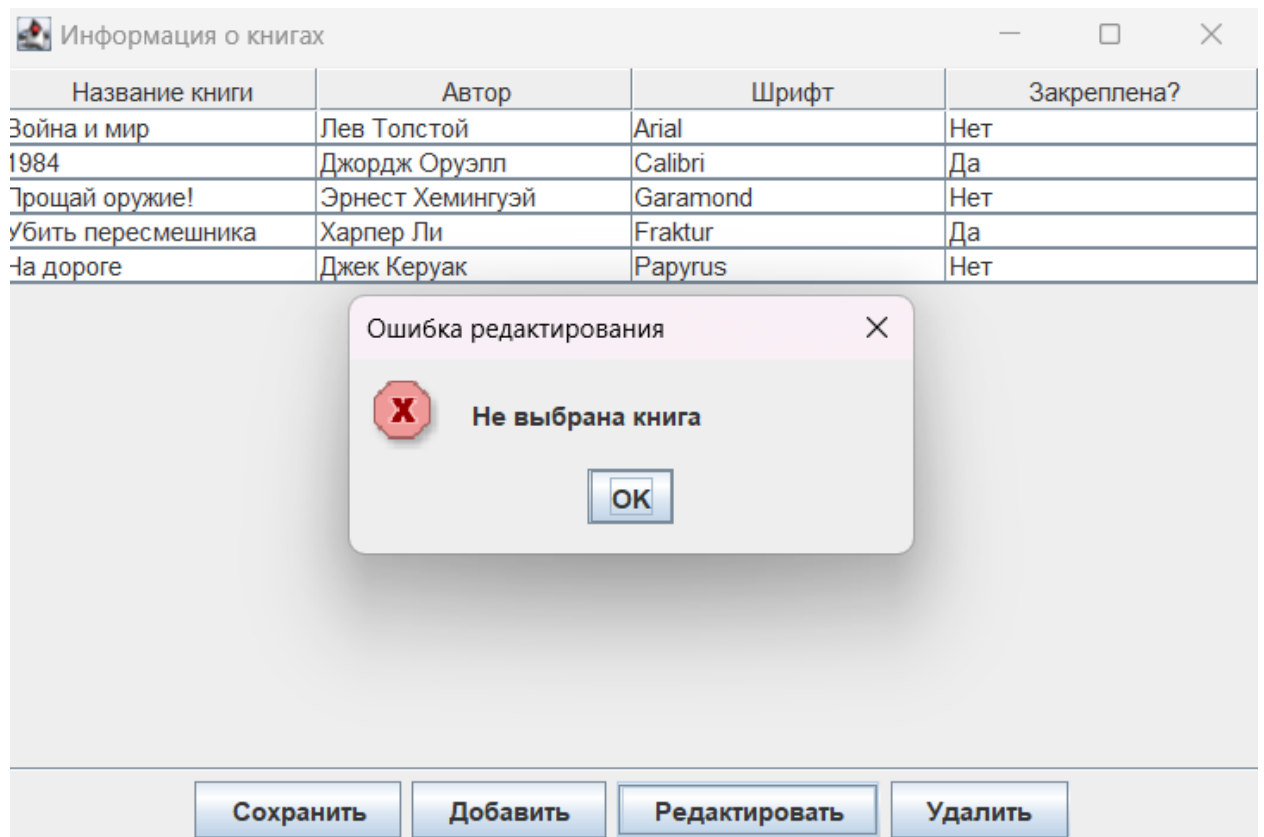 Информация о книгах
Название книги Автор Шрифт Закреплена?
Война и мир Лев Толстой Arial Нет
1984 Джордж Оруэлл Calibri Да
Прощай оружие! Эрнест Хемингуэй Garamond Нет
Убить пересмешника Харпер Ли Fraktur Да
На дороге Джек Керуак Papyrus Нет
Ошибка редактирования
X
Не выбрана книга
OK
Сохранить Добавить Редактировать Удалить